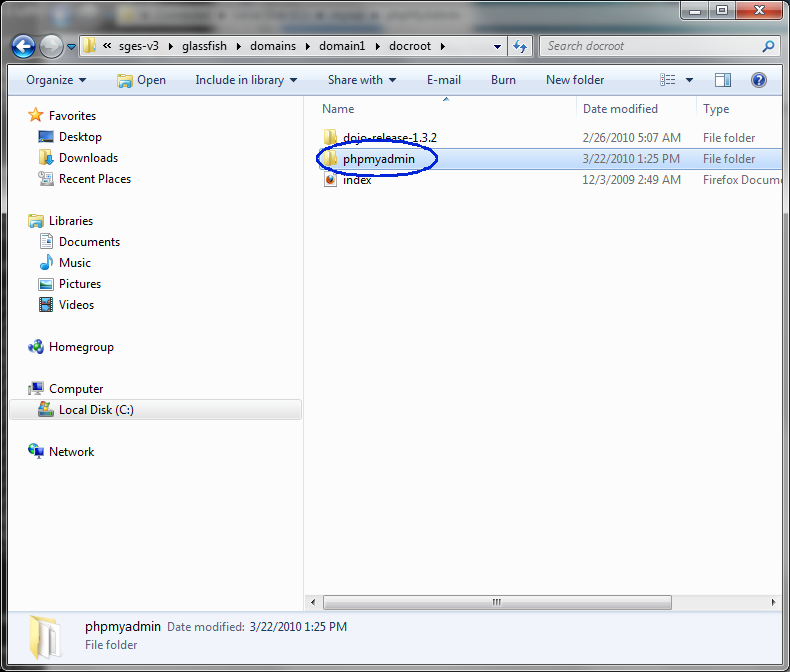 « sges-v3 glassfish domains domain1 docroot Search docroot
Organize Open Include in library Share with E-mail Burn New folder
Favorites
Desktop
Downloads
Recent Places
Libraries
Documents
Music
Pictures
Videos
Homegroup
Computer
Local Disk (C:)
Network
Name Date modified Type
dojo-release-1.3.2 2/26/2010 5:07 AM File folder
phpmyadmin 3/22/2010 1:25 PM File folder
index 12/3/2009 2:49 AM Firefox Docume
phpmyadmin Date modified: 3/22/2010 1:25 PM
File folder